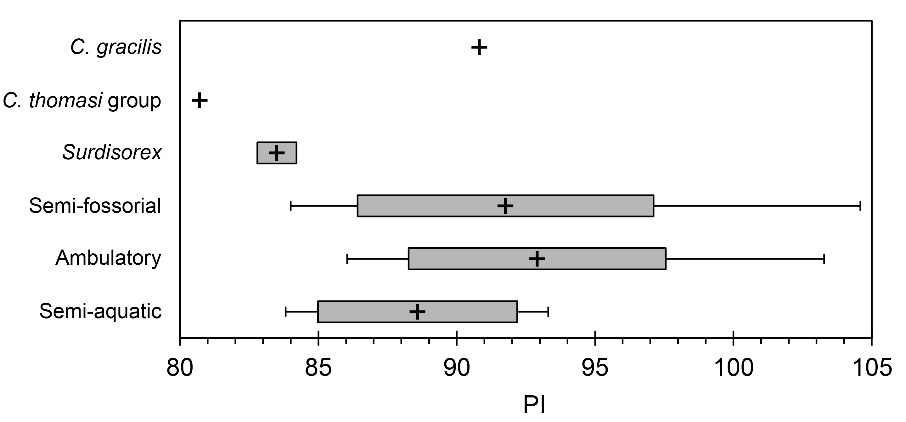 C. gracilis
C. thomasi group
Surdisorex
Semi-fossorial
Ambulatory
Semi-aquatic
80 85 90 95 100 105
PI